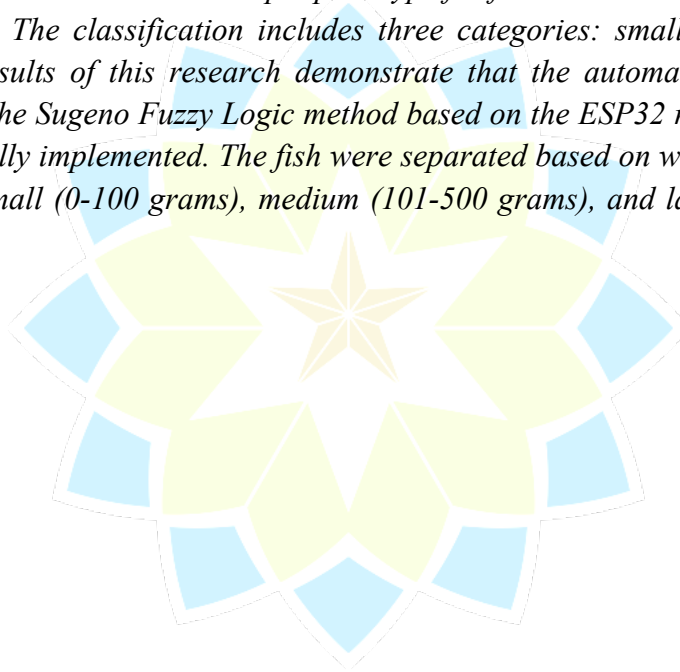 The classification includes three categories: small
sults of this research demonstrate that the automa
he Sugeno Fuzzy Logic method based on the ESP32
lly implemented. The fish were separated based on
mall (0-100 grams), medium (101-500 grams), and